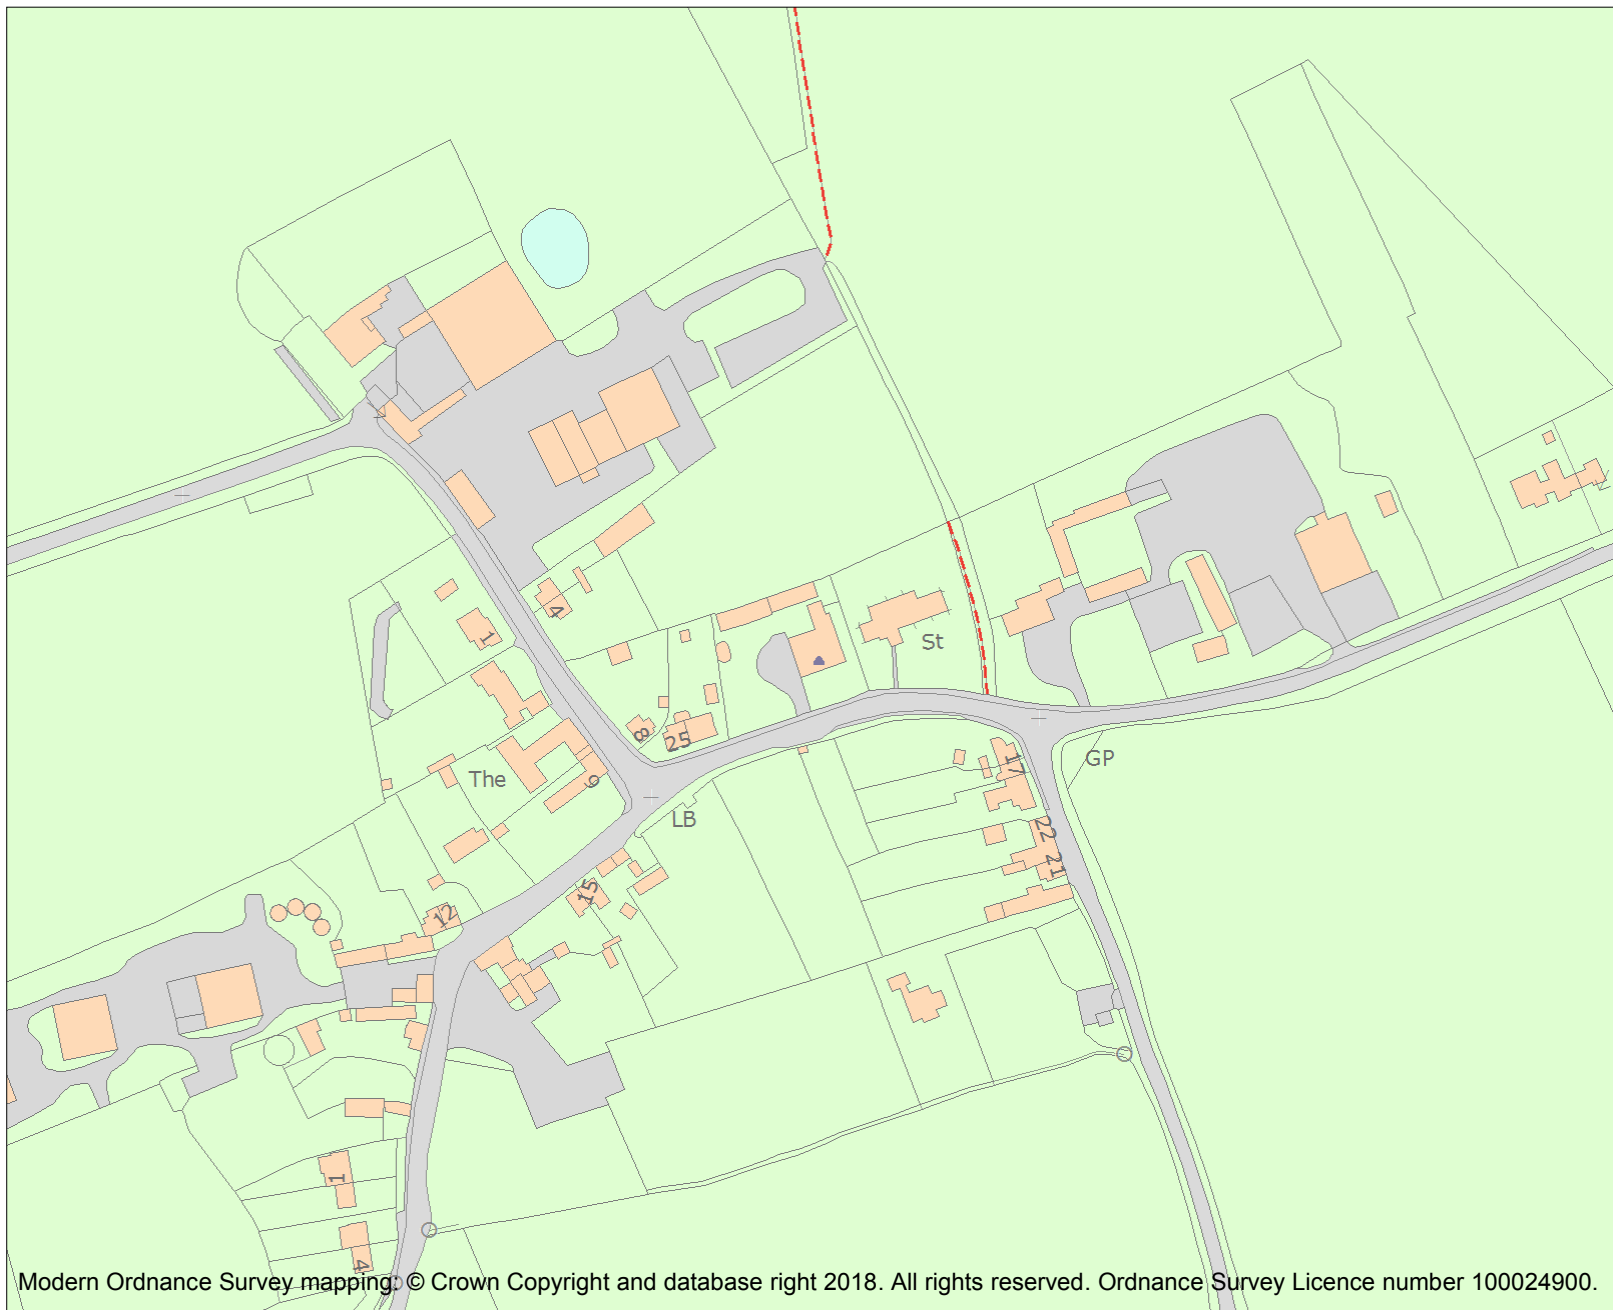 4
1
St
8
25
GP
17
The
9
LB
22
21
15
12
1
4
Modern Ordnance Survey mapping: © Crown Copyright and database right 2018. All rights reserved. Ordnance Survey Licence number 100024900.